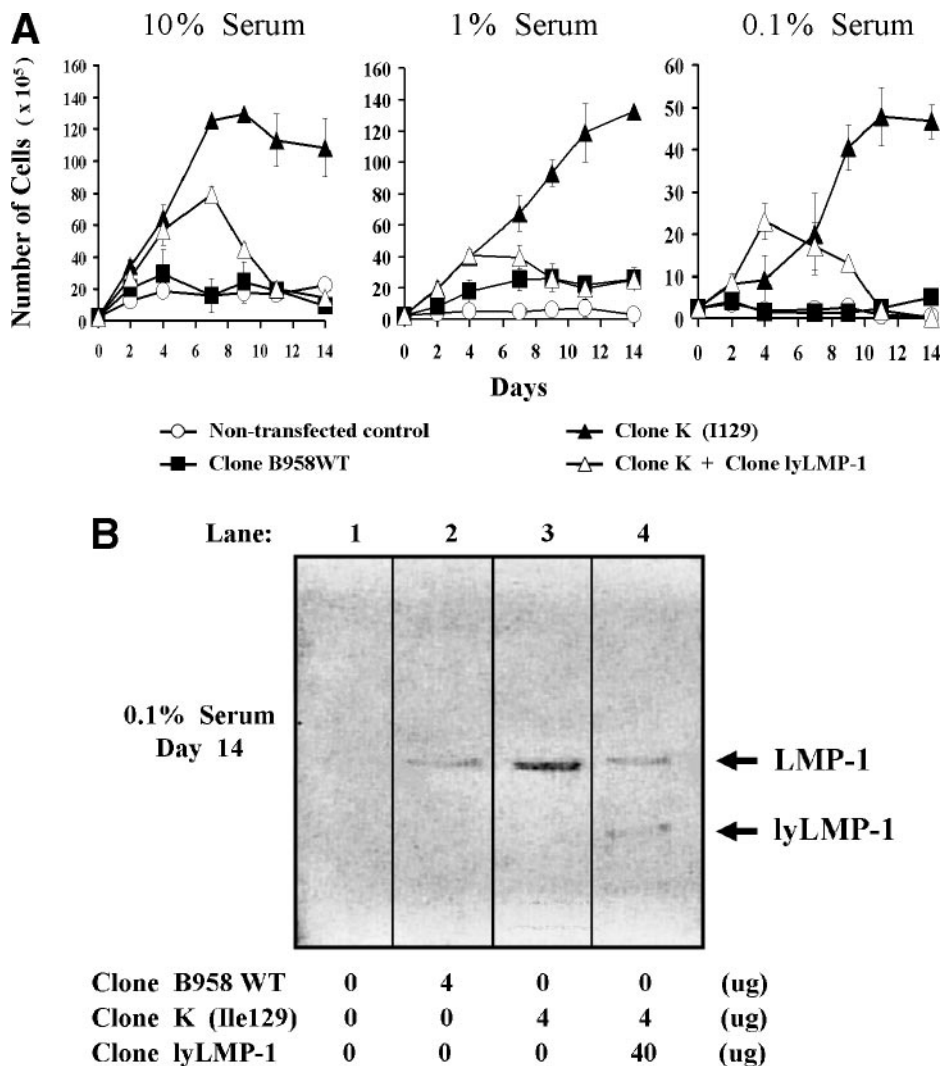 A
10% Serum
1% Serum
0.1% Serum
Number of Cells ( x 10⁵)
160
140
120
100
80
60
40
20
0
0 2 4 6 8 10 12 14
160
140
120
100
80
60
40
20
0
0 2 4 6 8 10 12 14
60
50
40
30
20
10
0
0 2 4 6 8 10 12 14
Days
Non-transfected control
Clone K (I129)
Clone B958WT
Clone K + Clone lyLMP-1
B
Lane: 1 2 3 4
0.1% Serum
Day 14
LMP-1
lyLMP-1
Clone B958 WT 0 4 0 0 (ug)
Clone K (Ile129) 0 0 4 4 (ug)
Clone lyLMP-1 0 0 0 40 (ug)